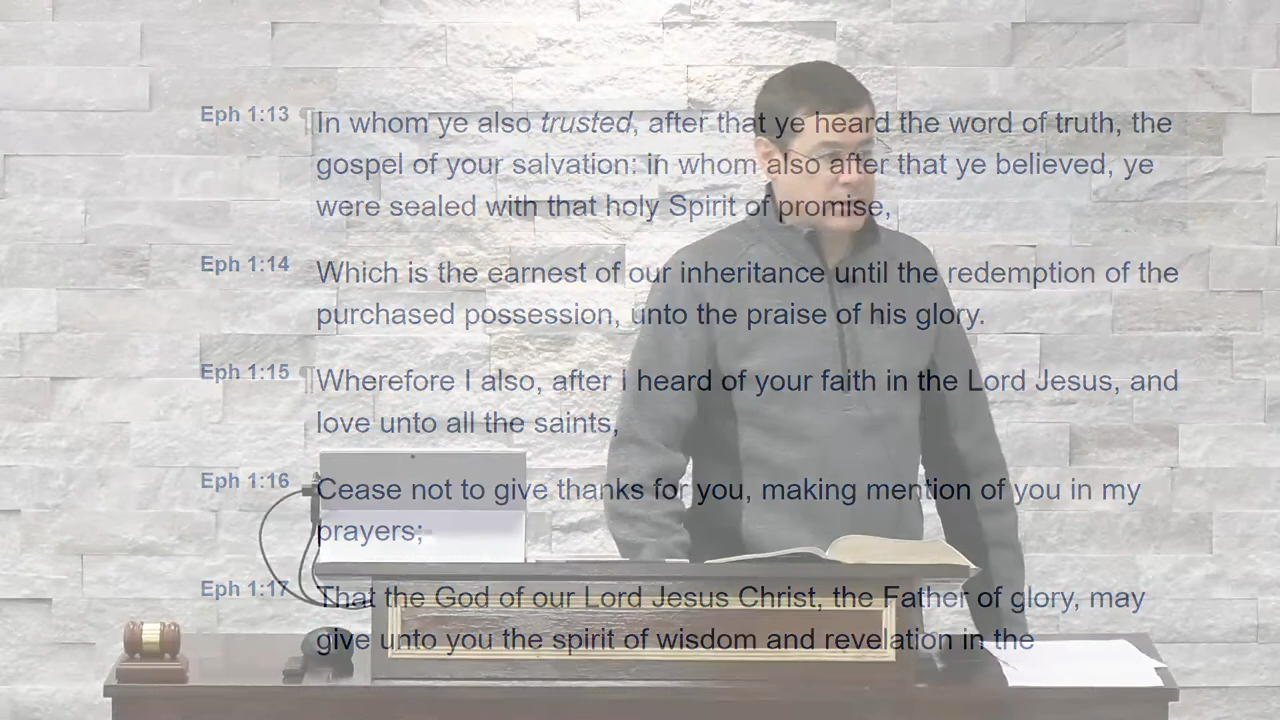 Eph 1:13 ¶In whom ye also trusted, after that ye heard the word of truth, the
gospel of your salvation: in whom also after that ye believed, ye
were sealed with that holy Spirit of promise,
Eph 1:14 Which is the earnest of our inheritance until the redemption of the
purchased possession, unto the praise of his glory.
Eph 1:15 ¶Wherefore I also, after I heard of your faith in the Lord Jesus, and
love unto all the saints,
Eph 1:16 Cease not to give thanks for you, making mention of you in my
prayers;
Eph 1:17 That the God of our Lord Jesus Christ, the Father of glory, may
give unto you the spirit of wisdom and revelation in the